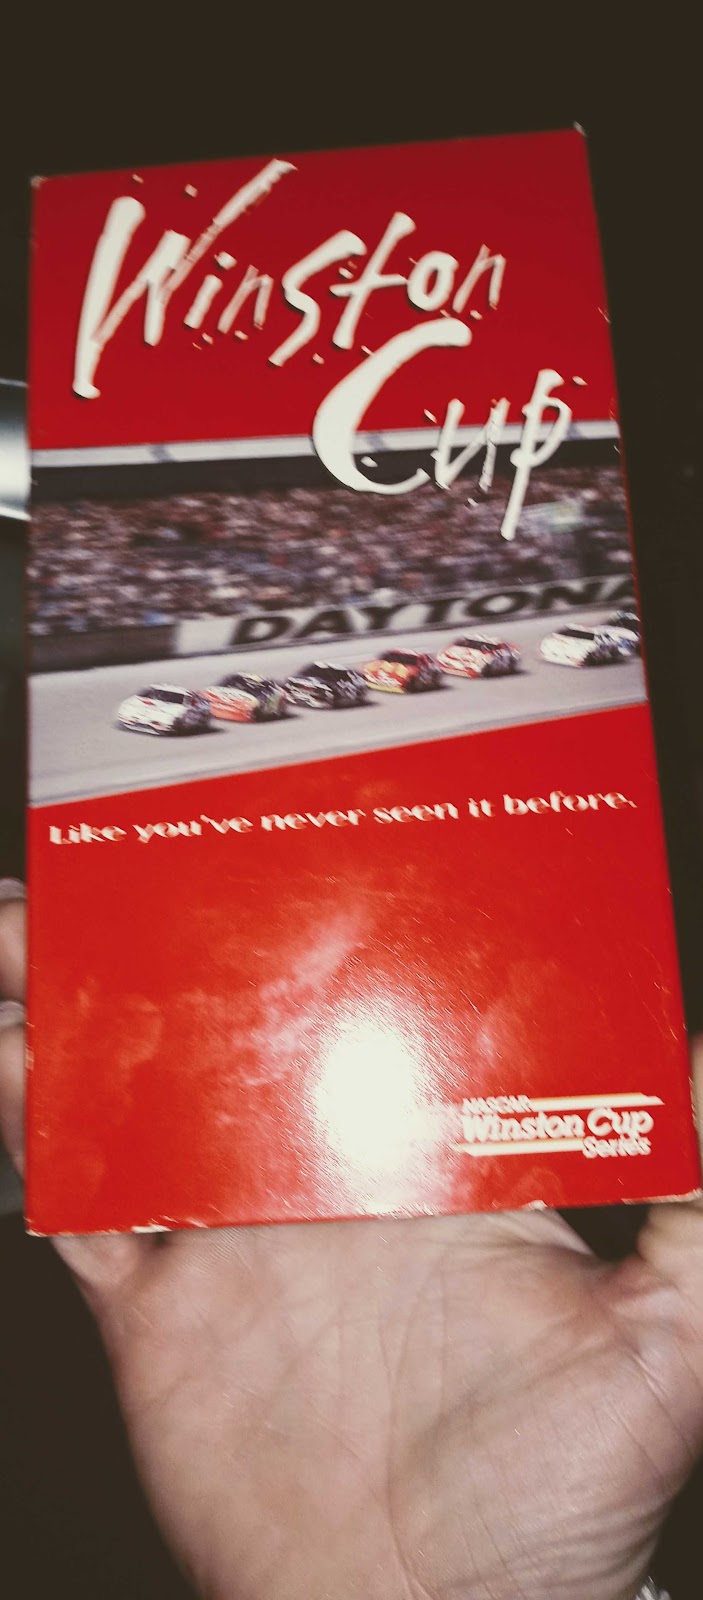 Winston
Cup
DAYTONA
Like you've never seen it before.
NASCAR
Winston Cup
Series